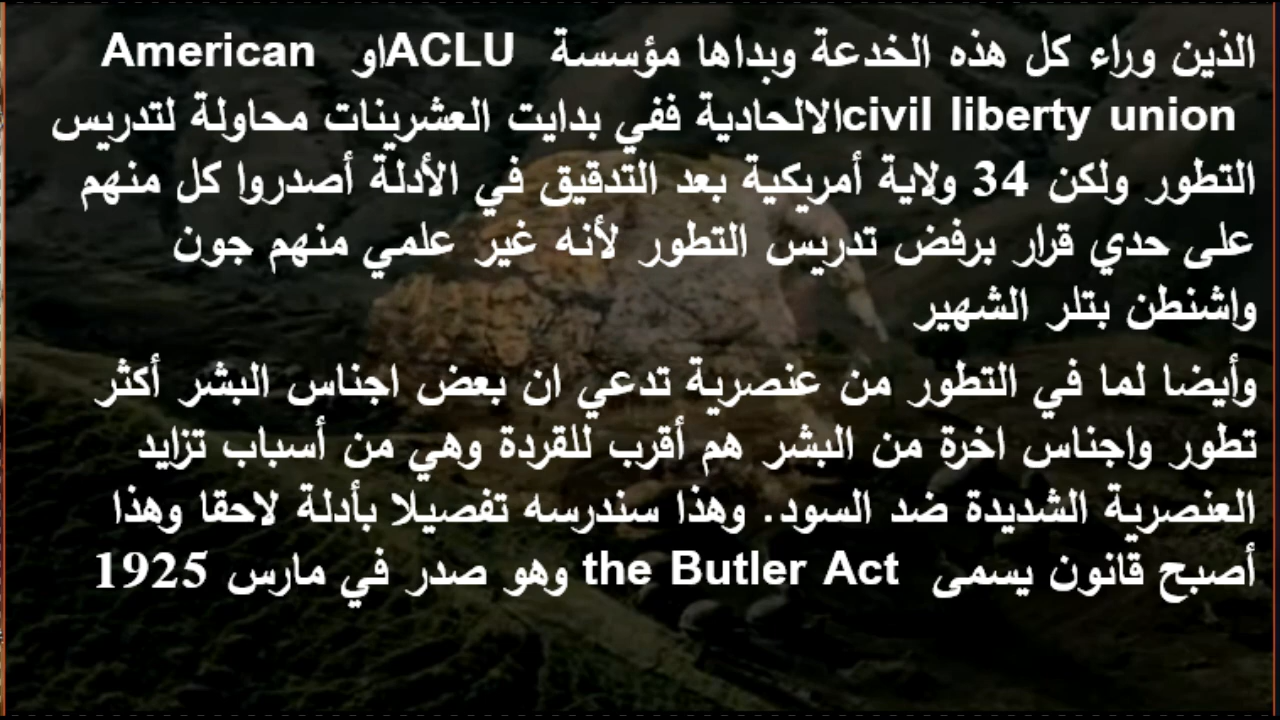 الذين وراء كل هذه الخدعة وبداها مؤسسة ACLUاو American
civil liberty unionالالحادية ففي بدايت العشرينات محاولة لتدريس
التطور ولكن 34 ولاية أمريكية بعد التدقيق في الأدلة أصدروا كل منهم
على حدي قرار برفض تدريس التطور لأنه غير علمي منهم جون
واشنطن بتلر الشهير
وأيضا لما في التطور من عنصرية تدعي ان بعض اجناس البشر أكثر
تطور واجناس اخرة من البشر هم أقرب للقردة وهي من أسباب تزايد
العنصرية الشديدة ضد السود. وهذا سندرسه تفصيلا بأدلة لاحقا وهذا
أصبح قانون يسمى the Butler Act وهو صدر في مارس 1925